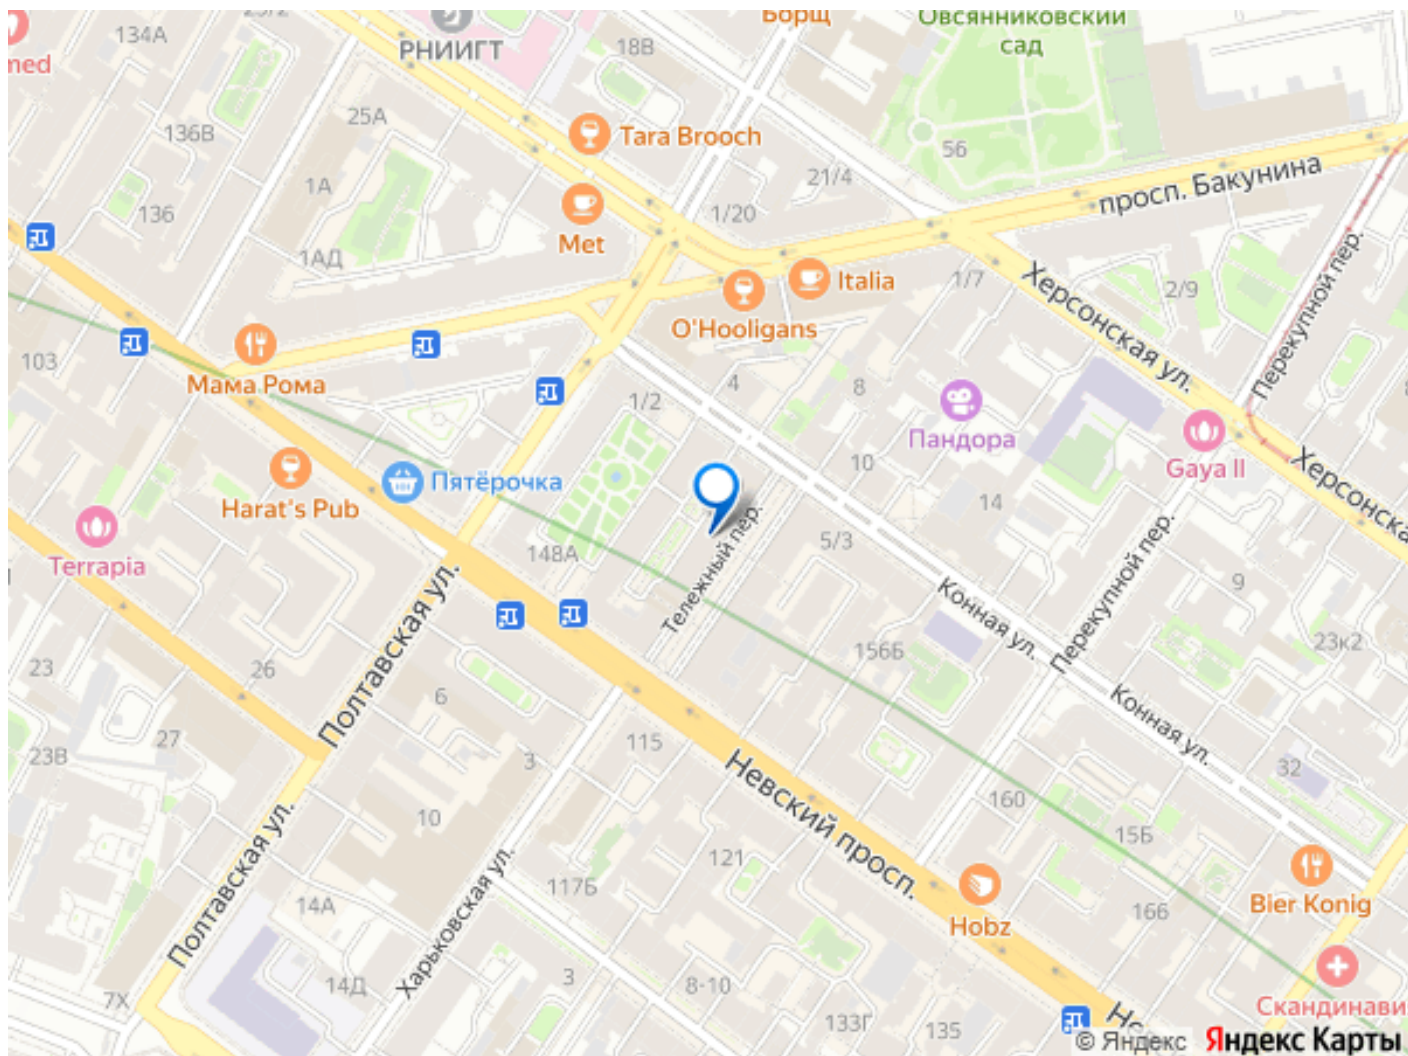 25/2
134А
РНИИГТ
18В
Борщ
Овсянниковский
сад
med
25А
136В
Tara Brooch
56
1А
21/4
просп. Бакунина
136
1/20
Met
1АД
Italia
1/7
2/9
O'Hooligans
Херсонская ул.
Перекупной пер.
103
Мама Рома
4
8
1/2
Пандора
Gaya II
10
Пятёрочка
Harat's Pub
14
Херсонска
Terrapia
148А
Тележный пер.
5/3
Перекупной пер.
9
Конная ул.
Полтавская ул.
23к2
156Б
23
26
6
Конная ул.
27
115
3
23В
32
Невский просп.
160
15Б
10
121
Полтавская ул.
117Б
Харьковская ул.
14А
166
Bier Konig
Hobz
3
14Д
8-10
7Х
Скандинави
133Г
135
Не
© Яндекс Яндекс Карты